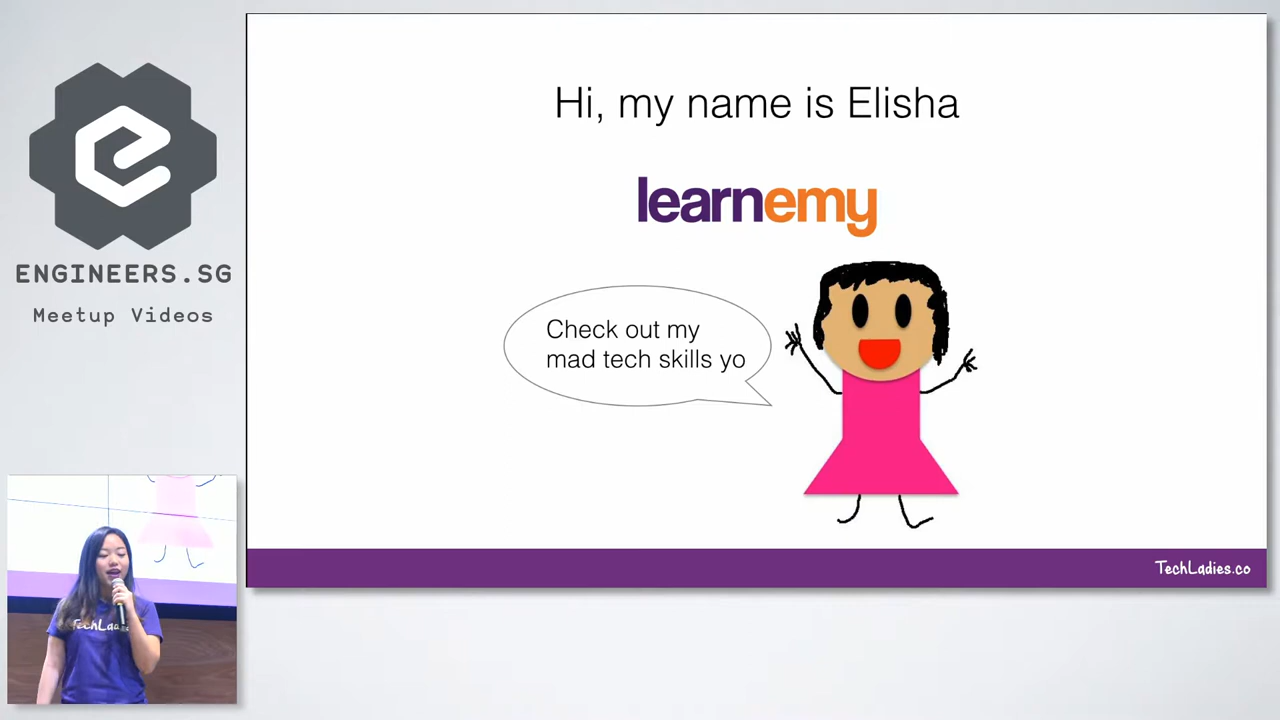 ENGINEERS.SG
Meetup Videos
Hi, my name is Elisha
learnemy
Check out my
mad tech skills yo
TechLadies.co
TechLadies